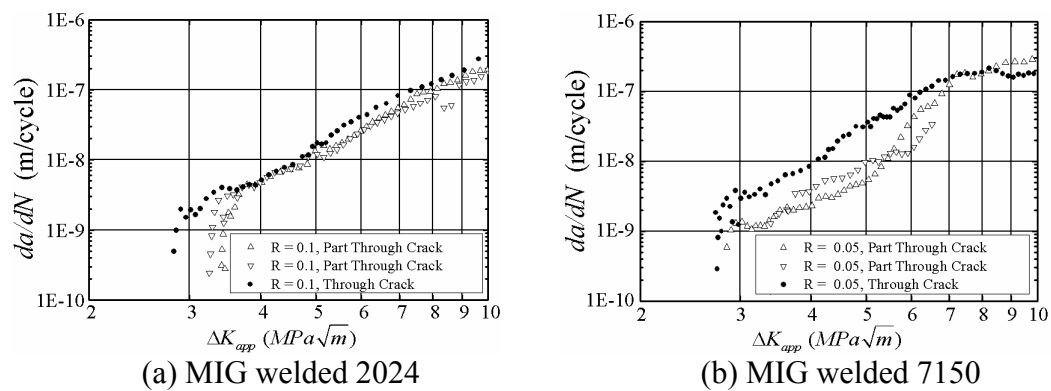 1E-6
1E-7
1E-8
1E-9
1E-10
da/dN (m/cycle)
R = 0.1, Part Through Crack
R = 0.1, Part Through Crack
R = 0.1, Through Crack
2 3 4 5 6 7 8 9 10
ΔK_app (MPa√m)
(a) MIG welded 2024
1E-6
1E-7
1E-8
1E-9
1E-10
da/dN (m/cycle)
R = 0.05, Part Through Crack
R = 0.05, Part Through Crack
R = 0.05, Through Crack
2 3 4 5 6 7 8 9 10
ΔK_app (MPa√m)
(b) MIG welded 7150